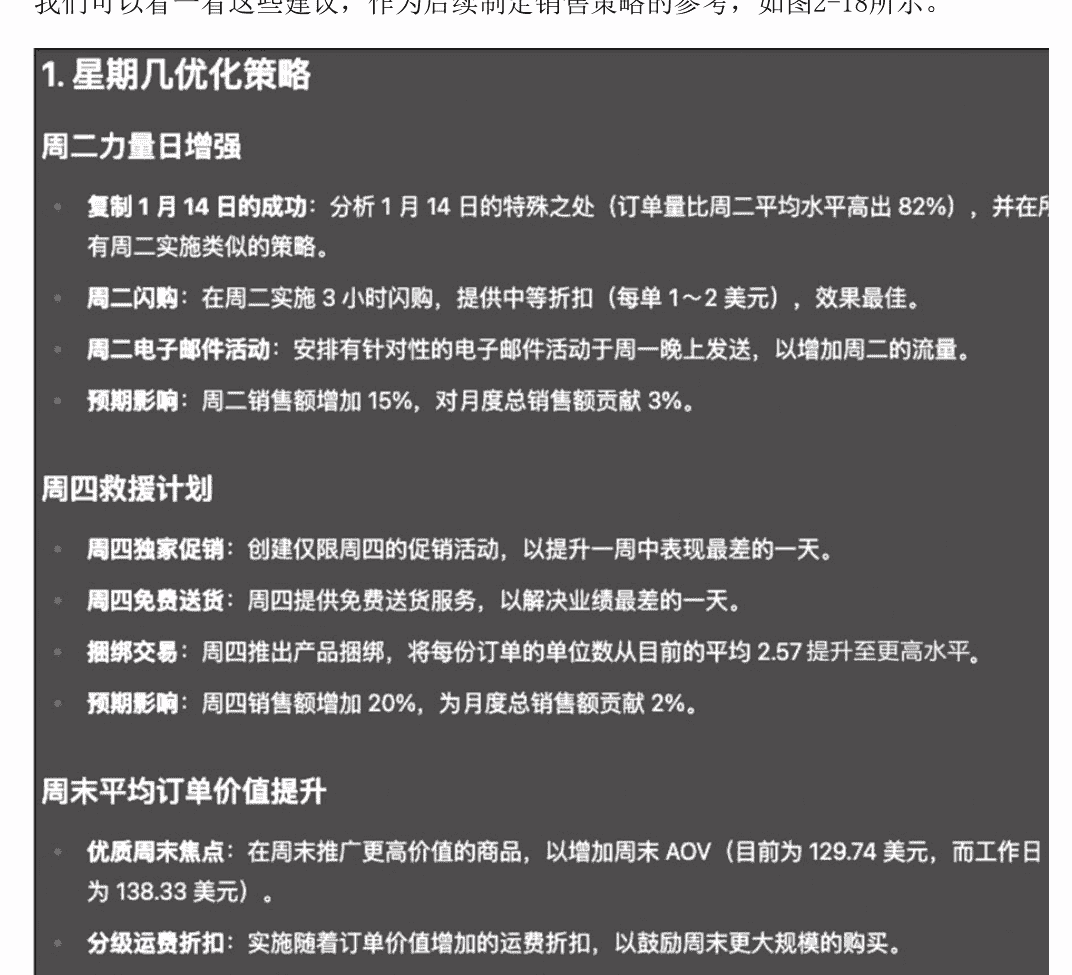 我们可以看一看这些建议，作为后续制定销售策略的参考，如图2-18所示。
1. 星期几优化策略
周二力量日增强
复制 1 月 14 日的成功：分析 1 月 14 日的特殊之处（订单量比周二平均水平高出 82%），并在所
有周二实施类似的策略。
周二闪购：在周二实施 3 小时闪购，提供中等折扣（每单 1～2 美元），效果最佳。
周二电子邮件活动：安排有针对性的电子邮件活动于周一晚上发送，以增加周二的流量。
预期影响：周二销售额增加 15%，对月度总销售额贡献 3%。
周四救援计划
周四独家促销：创建仅限周四的促销活动，以提升一周中表现最差的一天。
周四免费送货：周四提供免费送货服务，以解决业绩最差的一天。
捆绑交易：周四推出产品捆绑，将每份订单的单位数从目前的平均 2.57 提升至更高水平。
预期影响：周四销售额增加 20%，为月度总销售额贡献 2%。
周末平均订单价值提升
优质周末焦点：在周末推广更高价值的商品，以增加周末 AOV（目前为 129.74 美元，而工作日
为 138.33 美元）。
分级运费折扣：实施随着订单价值增加的运费折扣，以鼓励周末更大规模的购买。